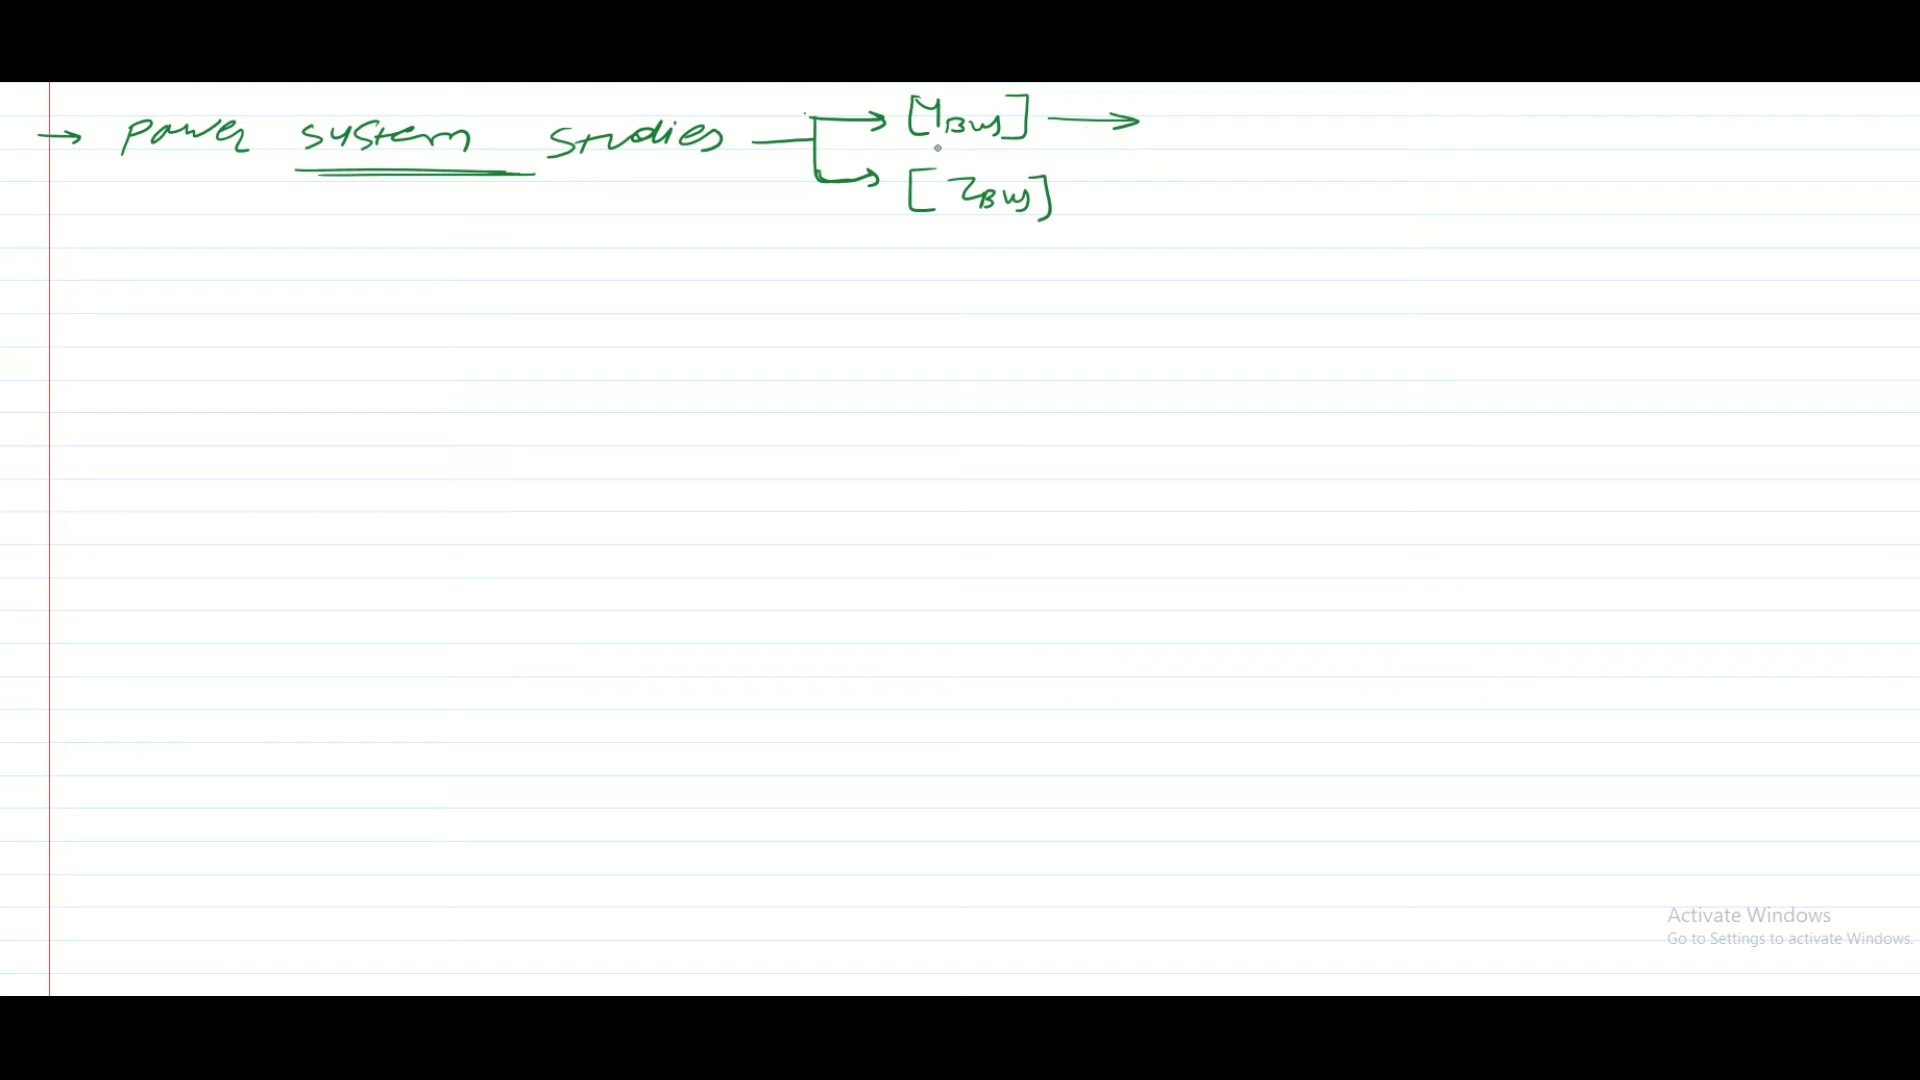 → Power system studies → [YBus] →
→ [ZBus]
Activate Windows
Go to Settings to activate Windows.